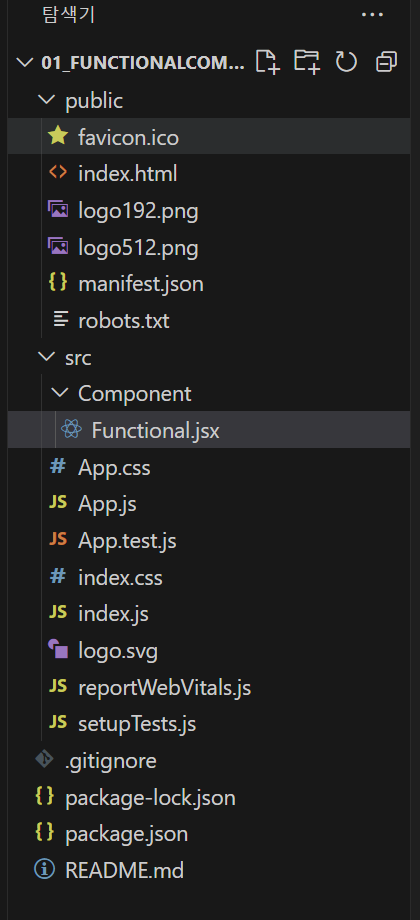 탐색기
01_FUNCTIONALCOM...
public
favicon.ico
index.html
logo192.png
logo512.png
manifest.json
robots.txt
src
Component
Functional.jsx
# App.css
JS App.js
JS App.test.js
# index.css
JS index.js
logo.svg
JS reportWebVitals.js
JS setupTests.js
.gitignore
package-lock.json
package.json
README.md